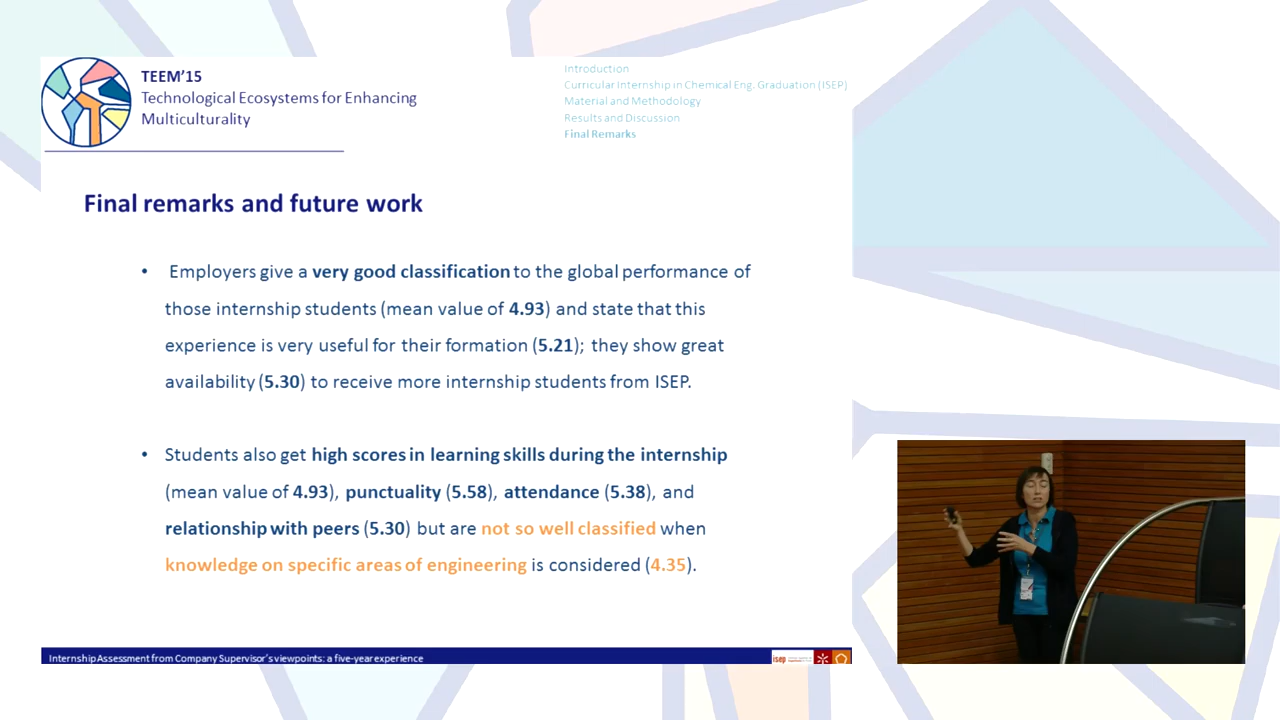 TEEM'15
Technological Ecosystems for Enhancing
Multiculturality
Introduction
Curricular Internship in Chemical Eng. Graduation (ISEP)
Material and Methodology
Results and Discussion
Final Remarks
Final remarks and future work
• Employers give a very good classification to the global performance of
those internship students (mean value of 4.93) and state that this
experience is very useful for their formation (5.21); they show great
availability (5.30) to receive more internship students from ISEP.
• Students also get high scores in learning skills during the internship
(mean value of 4.93), punctuality (5.58), attendance (5.38), and
relationship with peers (5.30) but are not so well classified when
knowledge on specific areas of engineering is considered (4.35).
Internship Assessment from Company Supervisor's viewpoints: a five-year experience
isep